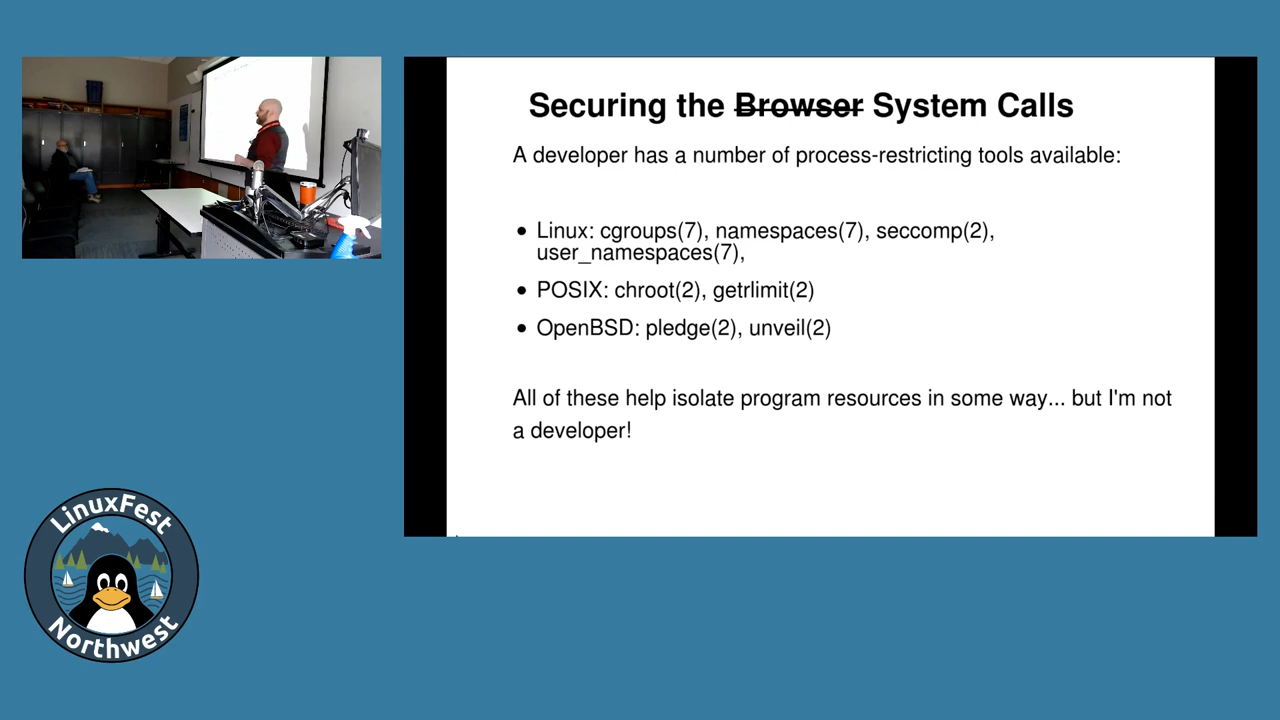 Securing the Browser System Calls
A developer has a number of process-restricting tools available:
• Linux: cgroups(7), namespaces(7), seccomp(2),
user_namespaces(7),
• POSIX: chroot(2), getrlimit(2)
• OpenBSD: pledge(2), unveil(2)
All of these help isolate program resources in some way... but I'm not
a developer!
LinuxFest
Northwest